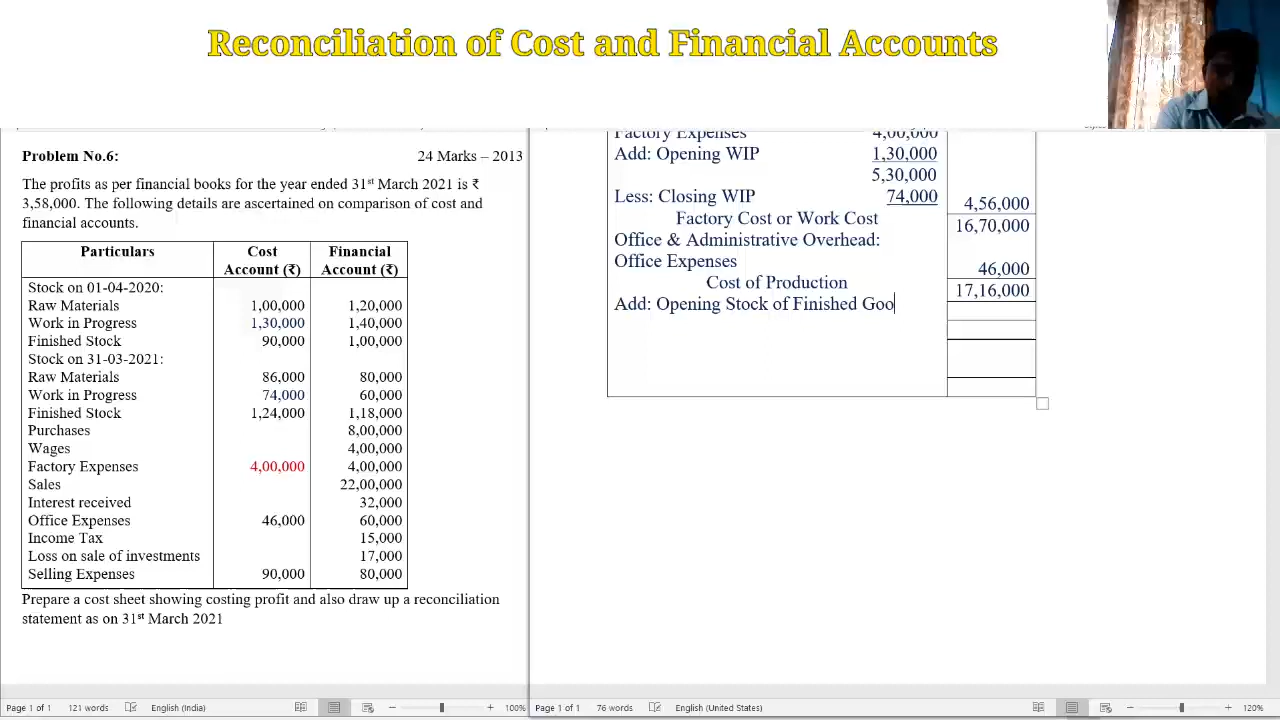 Reconciliation of Cost and Financial Accounts
Problem No.6: 24 Marks – 2013
The profits as per financial books for the year ended 31st March 2021 is ₹
3,58,000. The following details are ascertained on comparison of cost and
financial accounts.
Particulars Cost Financial
Account (₹) Account (₹)
Stock on 01-04-2020:
Raw Materials 1,00,000 1,20,000
Work in Progress 1,30,000 1,40,000
Finished Stock 90,000 1,00,000
Stock on 31-03-2021:
Raw Materials 86,000 80,000
Work in Progress 74,000 60,000
Finished Stock 1,24,000 1,18,000
Purchases 8,00,000
Wages 4,00,000
Factory Expenses 4,00,000 4,00,000
Sales 22,00,000
Interest received 32,000
Office Expenses 46,000 60,000
Income Tax 15,000
Loss on sale of investments 17,000
Selling Expenses 90,000 80,000
Prepare a cost sheet showing costing profit and also draw up a reconciliation
statement as on 31st March 2021
Page 1 of 1 121 words English (India) 100%
Factory Expenses 4,00,000
Add: Opening WIP 1,30,000
5,30,000
Less: Closing WIP 74,000 4,56,000
Factory Cost or Work Cost 16,70,000
Office & Administrative Overhead:
Office Expenses 46,000
Cost of Production 17,16,000
Add: Opening Stock of Finished Goo
Page 1 of 1 76 words English (United States) 120%